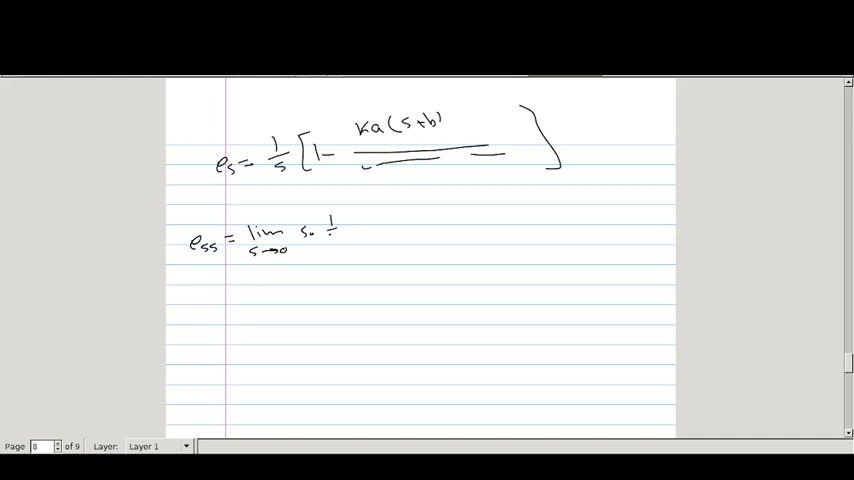 es = 1/s [ 1 - ka(s+b)/ ]
ess = lim s→0 s. 1/
Page 8 of 9 Layer: Layer 1